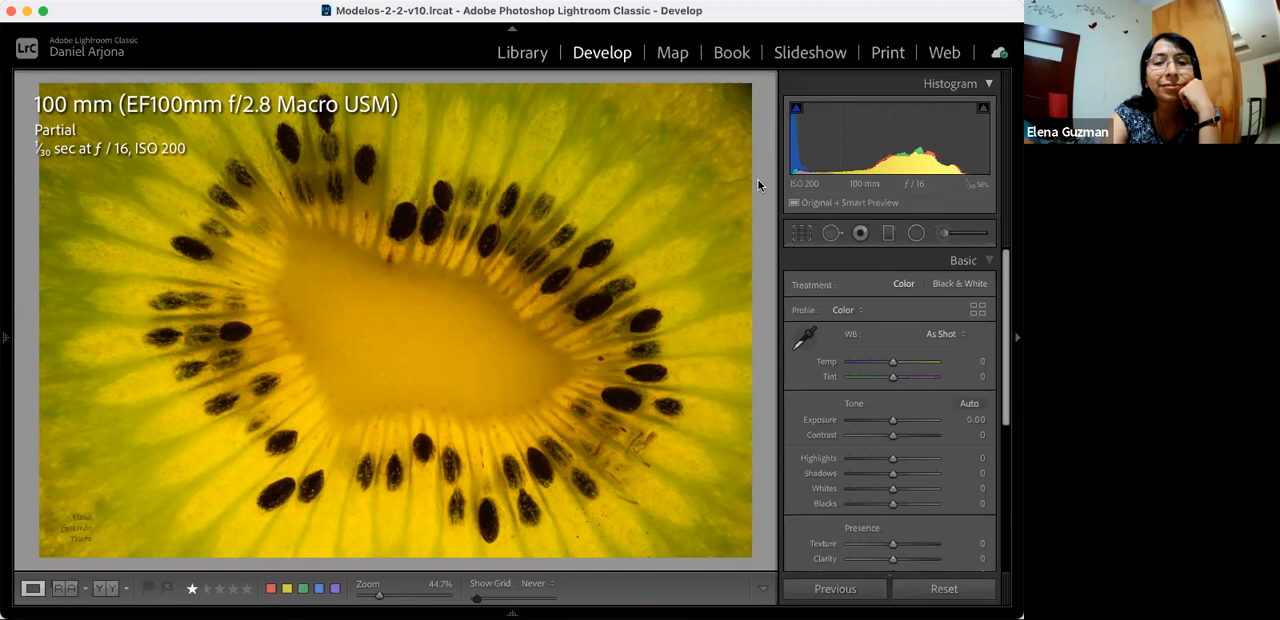 Modelos-2-2-v10.lrcat - Adobe Photoshop Lightroom Classic - Develop
LrC
Adobe Lightroom Classic
Daniel Arjona
Library | Develop | Map | Book | Slideshow | Print | Web
100 mm (EF100mm f/2.8 Macro USM)
Partial
1/30 sec at ƒ / 16, ISO 200
Histogram
ISO 200 100 mm ƒ / 16 1/30 sec
Original + Smart Preview
Basic
Treatment : Color | Black & White
Profile : Color
WB : As Shot
Temp 0
Tint 0
Tone Auto
Exposure 0.00
Contrast 0
Highlights 0
Shadows 0
Whites 0
Blacks 0
Presence
Texture 0
Clarity 0
Previous Reset
Elena
R A Y Y Zoom 44.7% Show Grid: Never
Elena Guzman